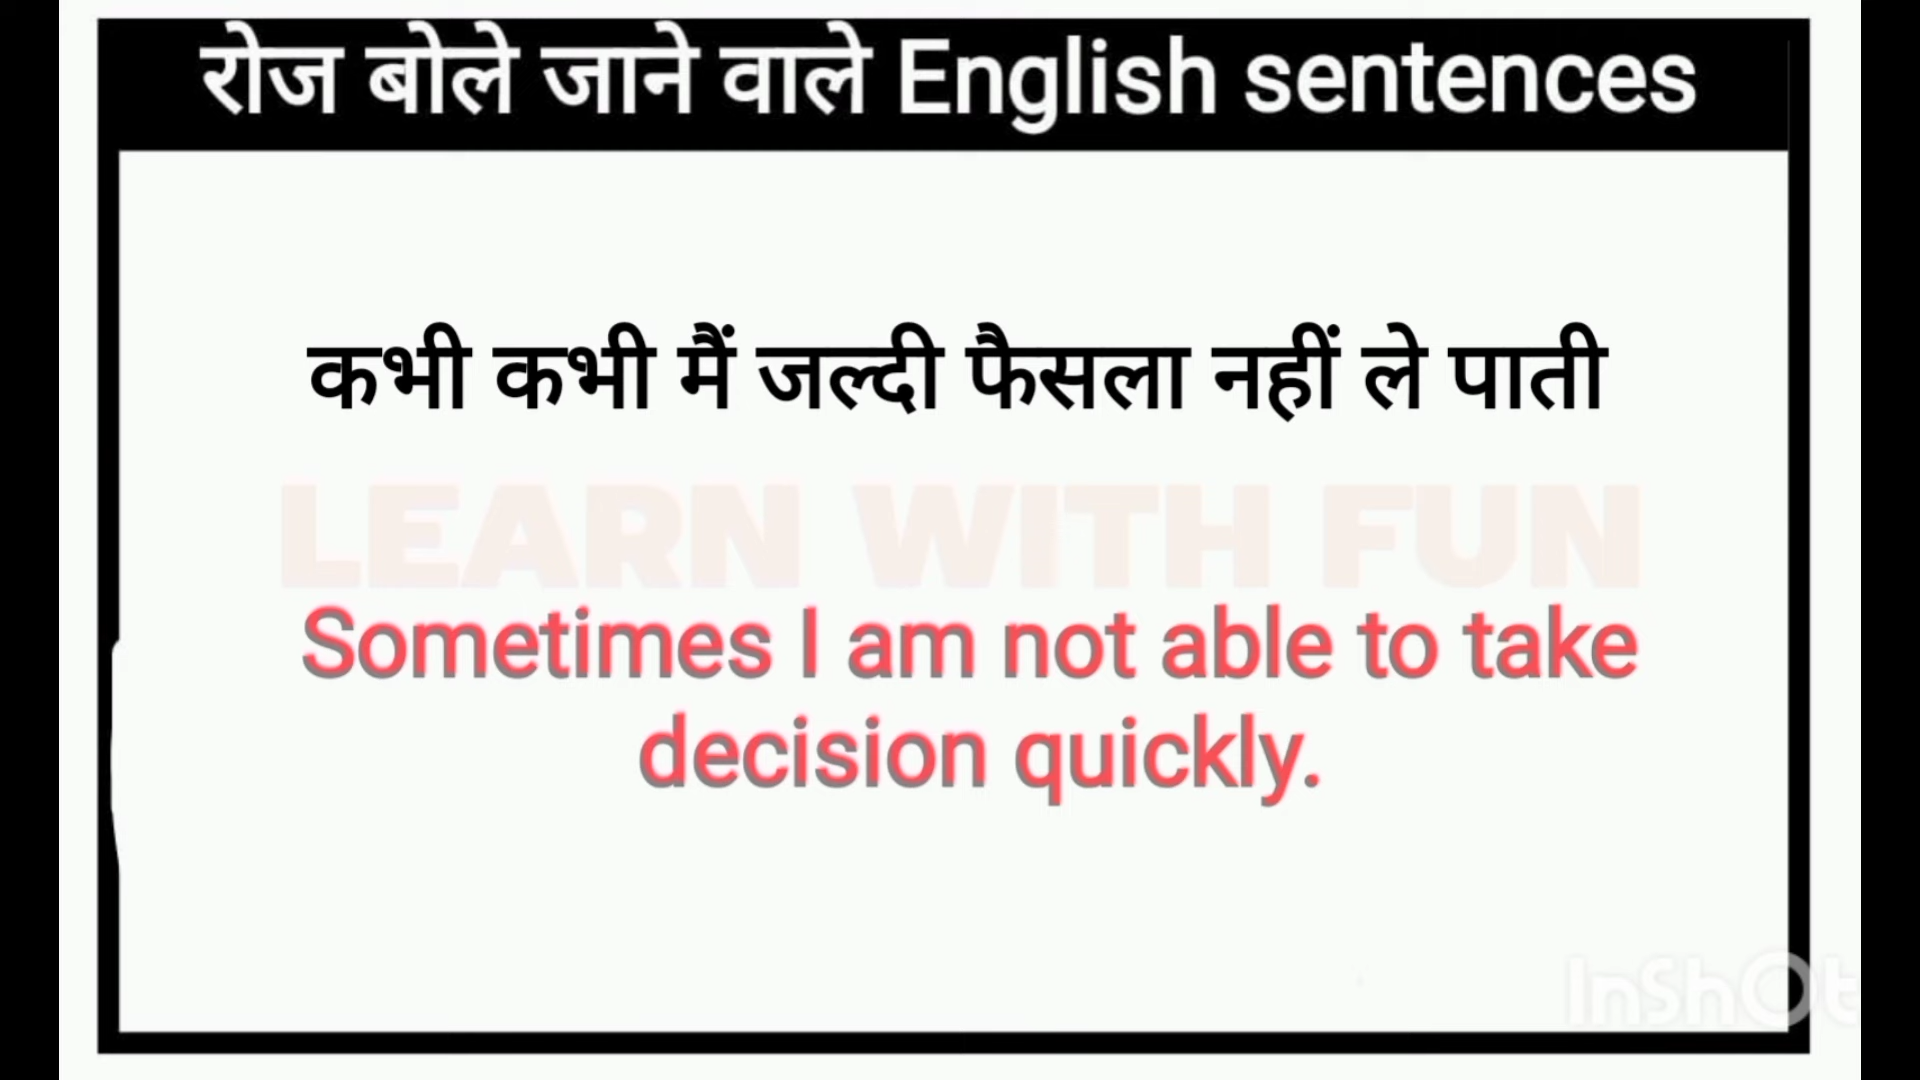 रोज बोले जाने वाले English sentences
कभी कभी मैं जल्दी फैसला नहीं ले पाती
LEARN WITH FUN
Sometimes I am not able to take
decision quickly.
InShOt